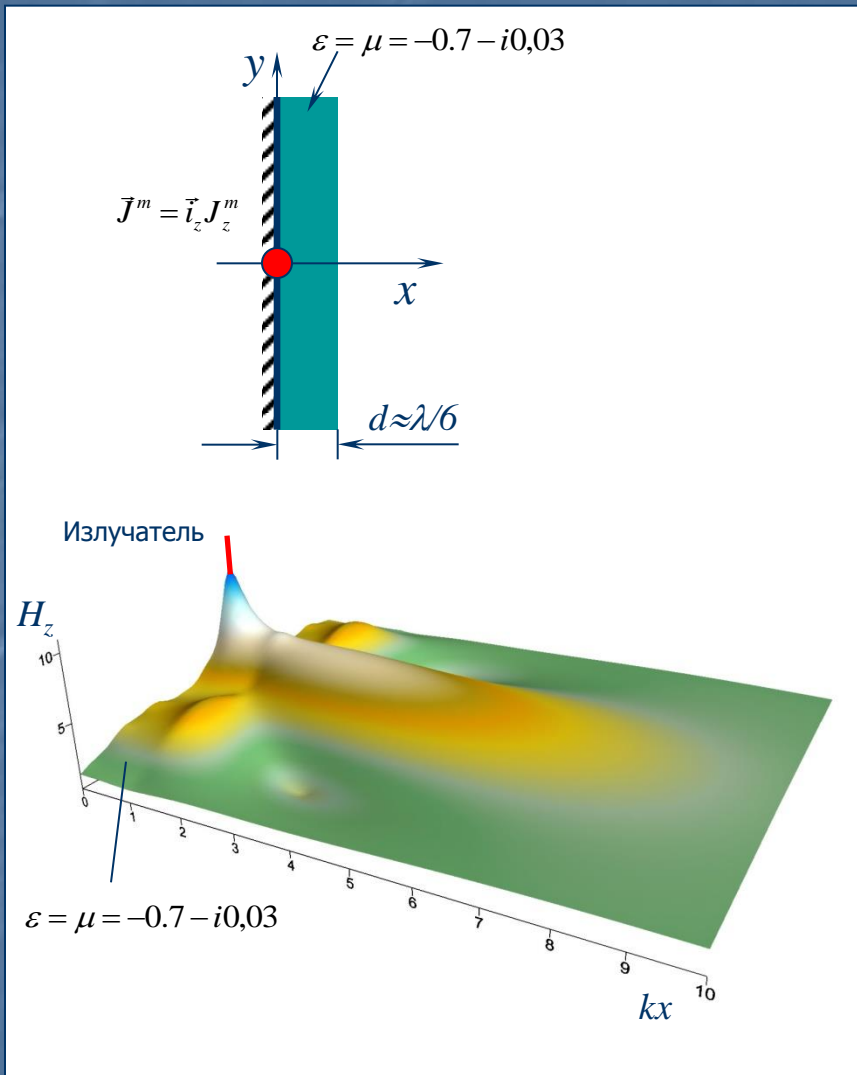 ε = μ = −0.7 − i0,03
y
J⃗^m = i⃗_z J_z^m
x
d≈λ/6
Излучатель
H_z
10
5
0
1
2
3
4
5
6
7
8
9
10
ε = μ = −0.7 − i0,03
kx